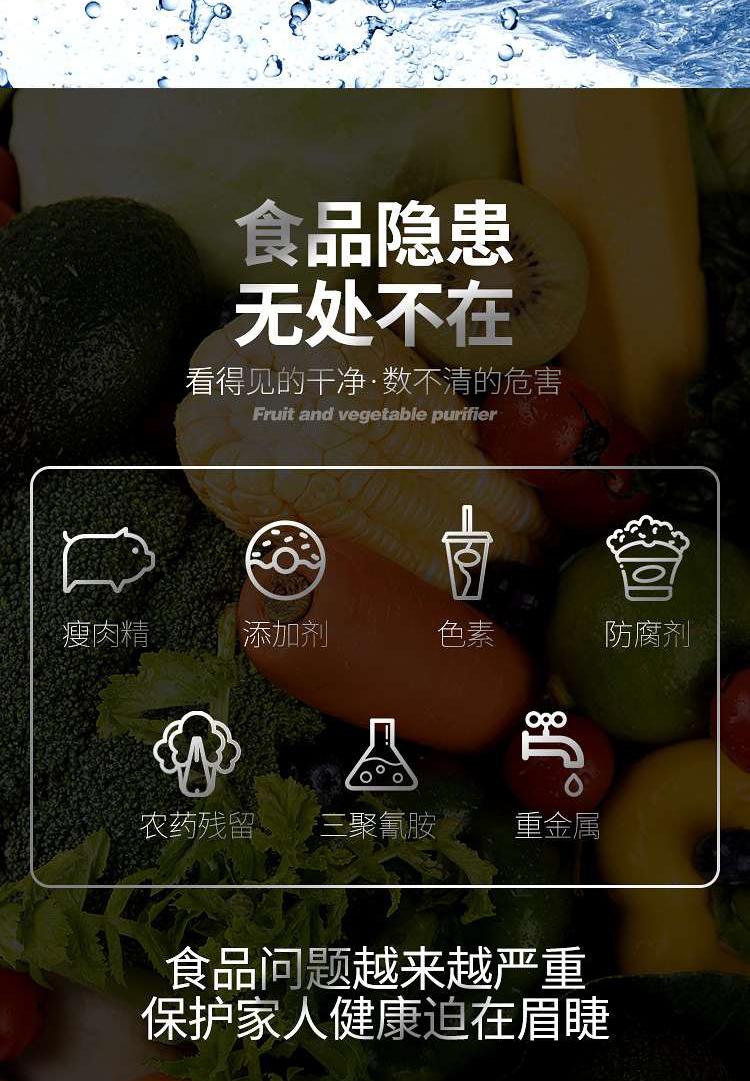 食品隐患
无处不在
看得见的干净·数不清的危害
Fruit and vegetable purifier
瘦肉精 添加剂 色素 防腐剂
农药残留 三聚氰胺 重金属
食品问题越来越严重
保护家人健康迫在眉睫